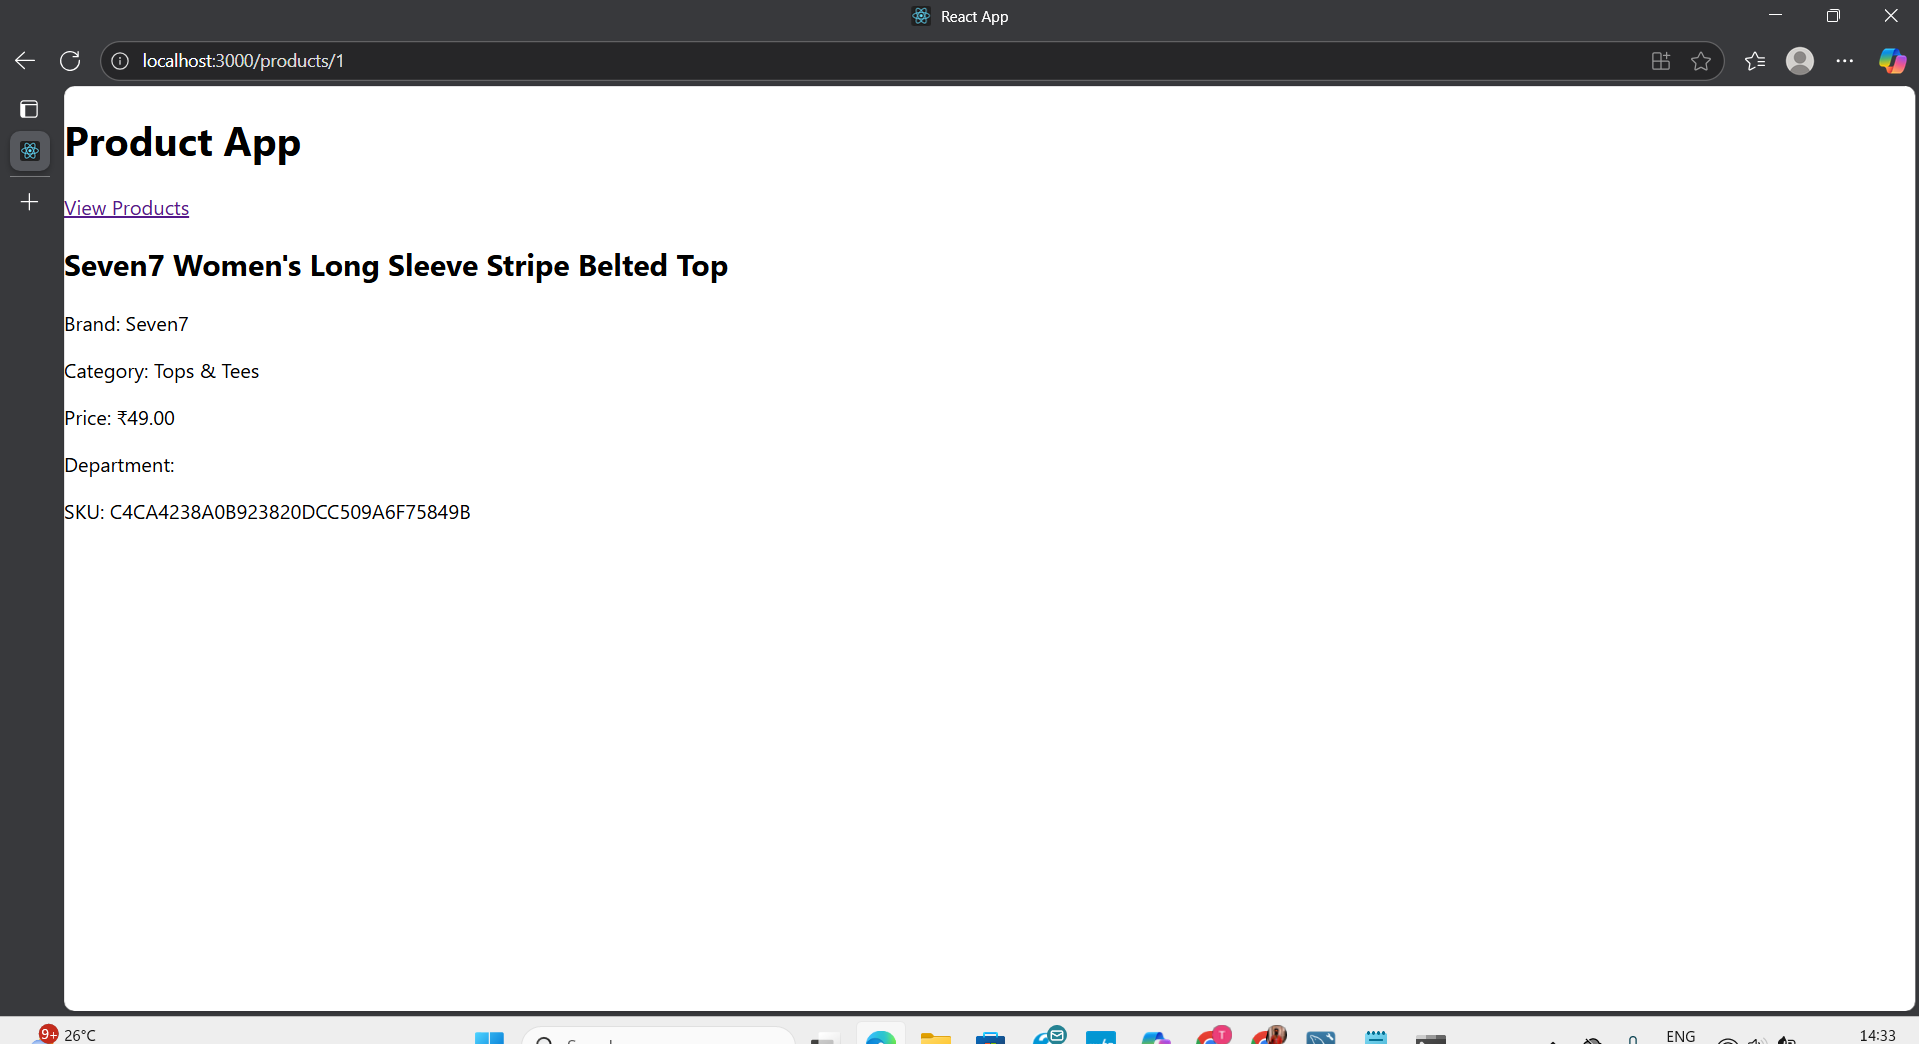 React App
localhost:3000/products/1
Product App
View Products
Seven7 Women's Long Sleeve Stripe Belted Top
Brand: Seven7
Category: Tops & Tees
Price: ₹49.00
Department:
SKU: C4CA4238A0B923820DCC509A6F75849B
9+
26°C
T
ENG
14:33